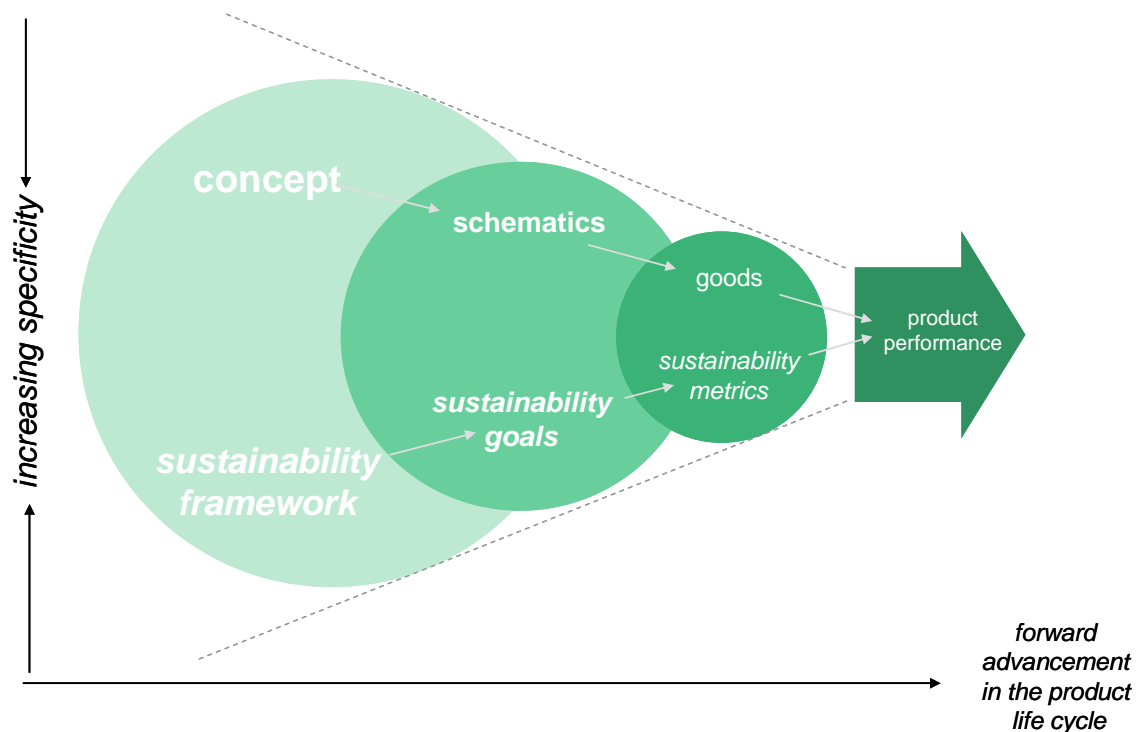 increasing specificity
concept
schematics
goods
product
performance
sustainability
framework
sustainability
goals
sustainability
metrics
forward
advancement
in the product
life cycle